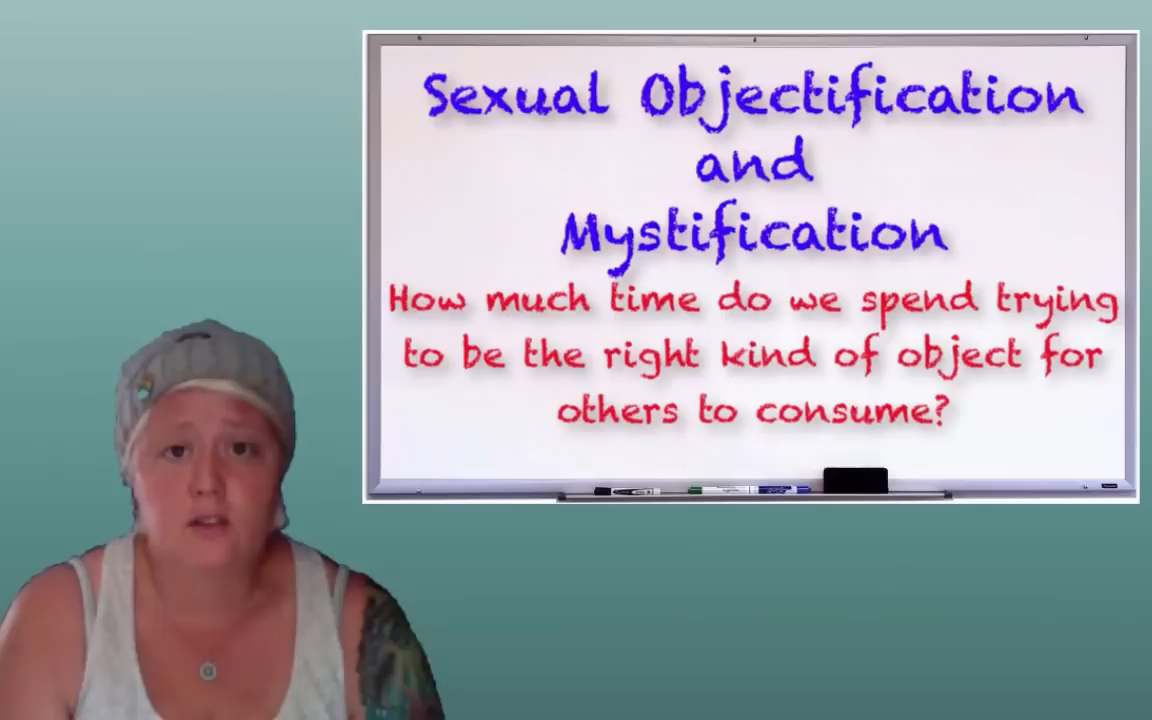 Sexual Objectification
and
Mystification
How much time do we spend trying
to be the right kind of object for
others to consume?